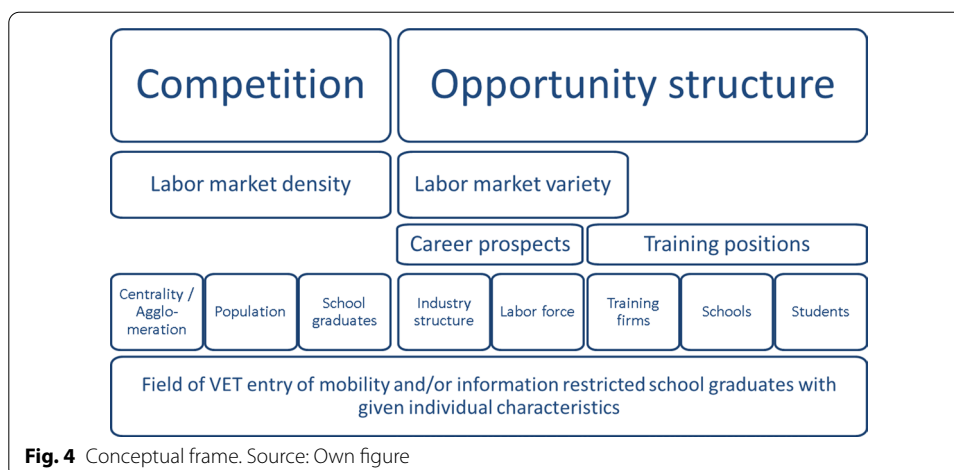 Competition
Opportunity structure
Labor market density
Labor market variety
Career prospects
Training positions
Centrality /
Agglo-
meration
Population
School
graduates
Industry
structure
Labor force
Training
firms
Schools
Students
Field of VET entry of mobility and/or information restricted school graduates with
given individual characteristics
Fig. 4 Conceptual frame. Source: Own figure